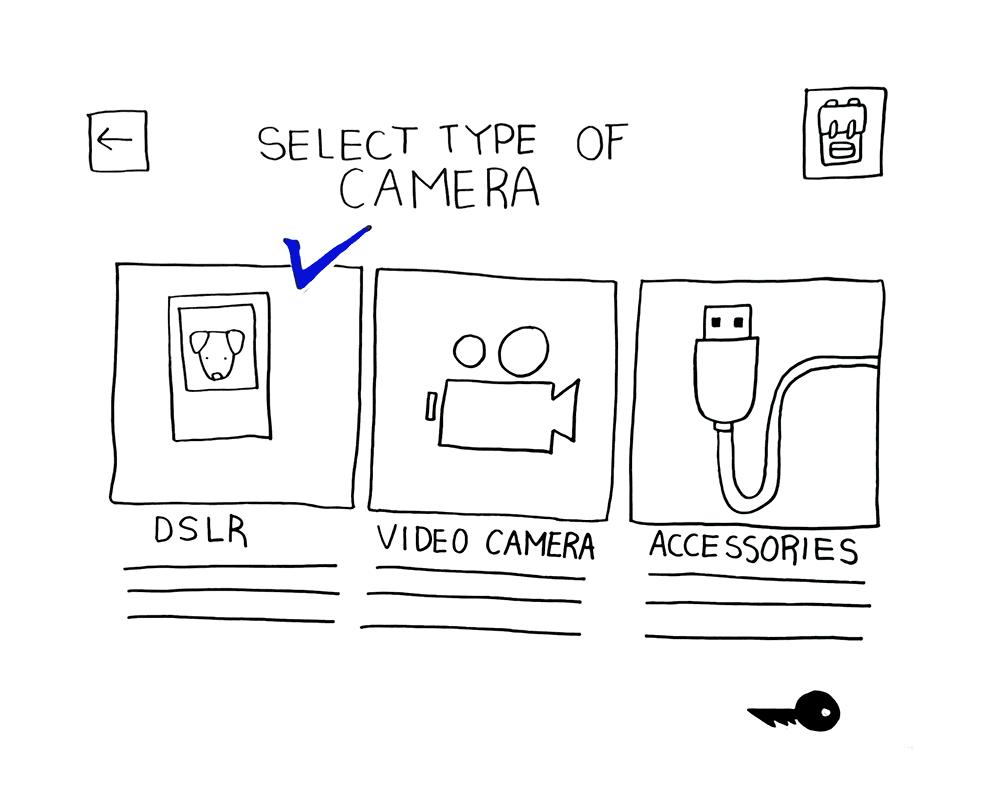 SELECT TYPE OF
CAMERA
DSLR
VIDEO CAMERA
ACCESSORIES